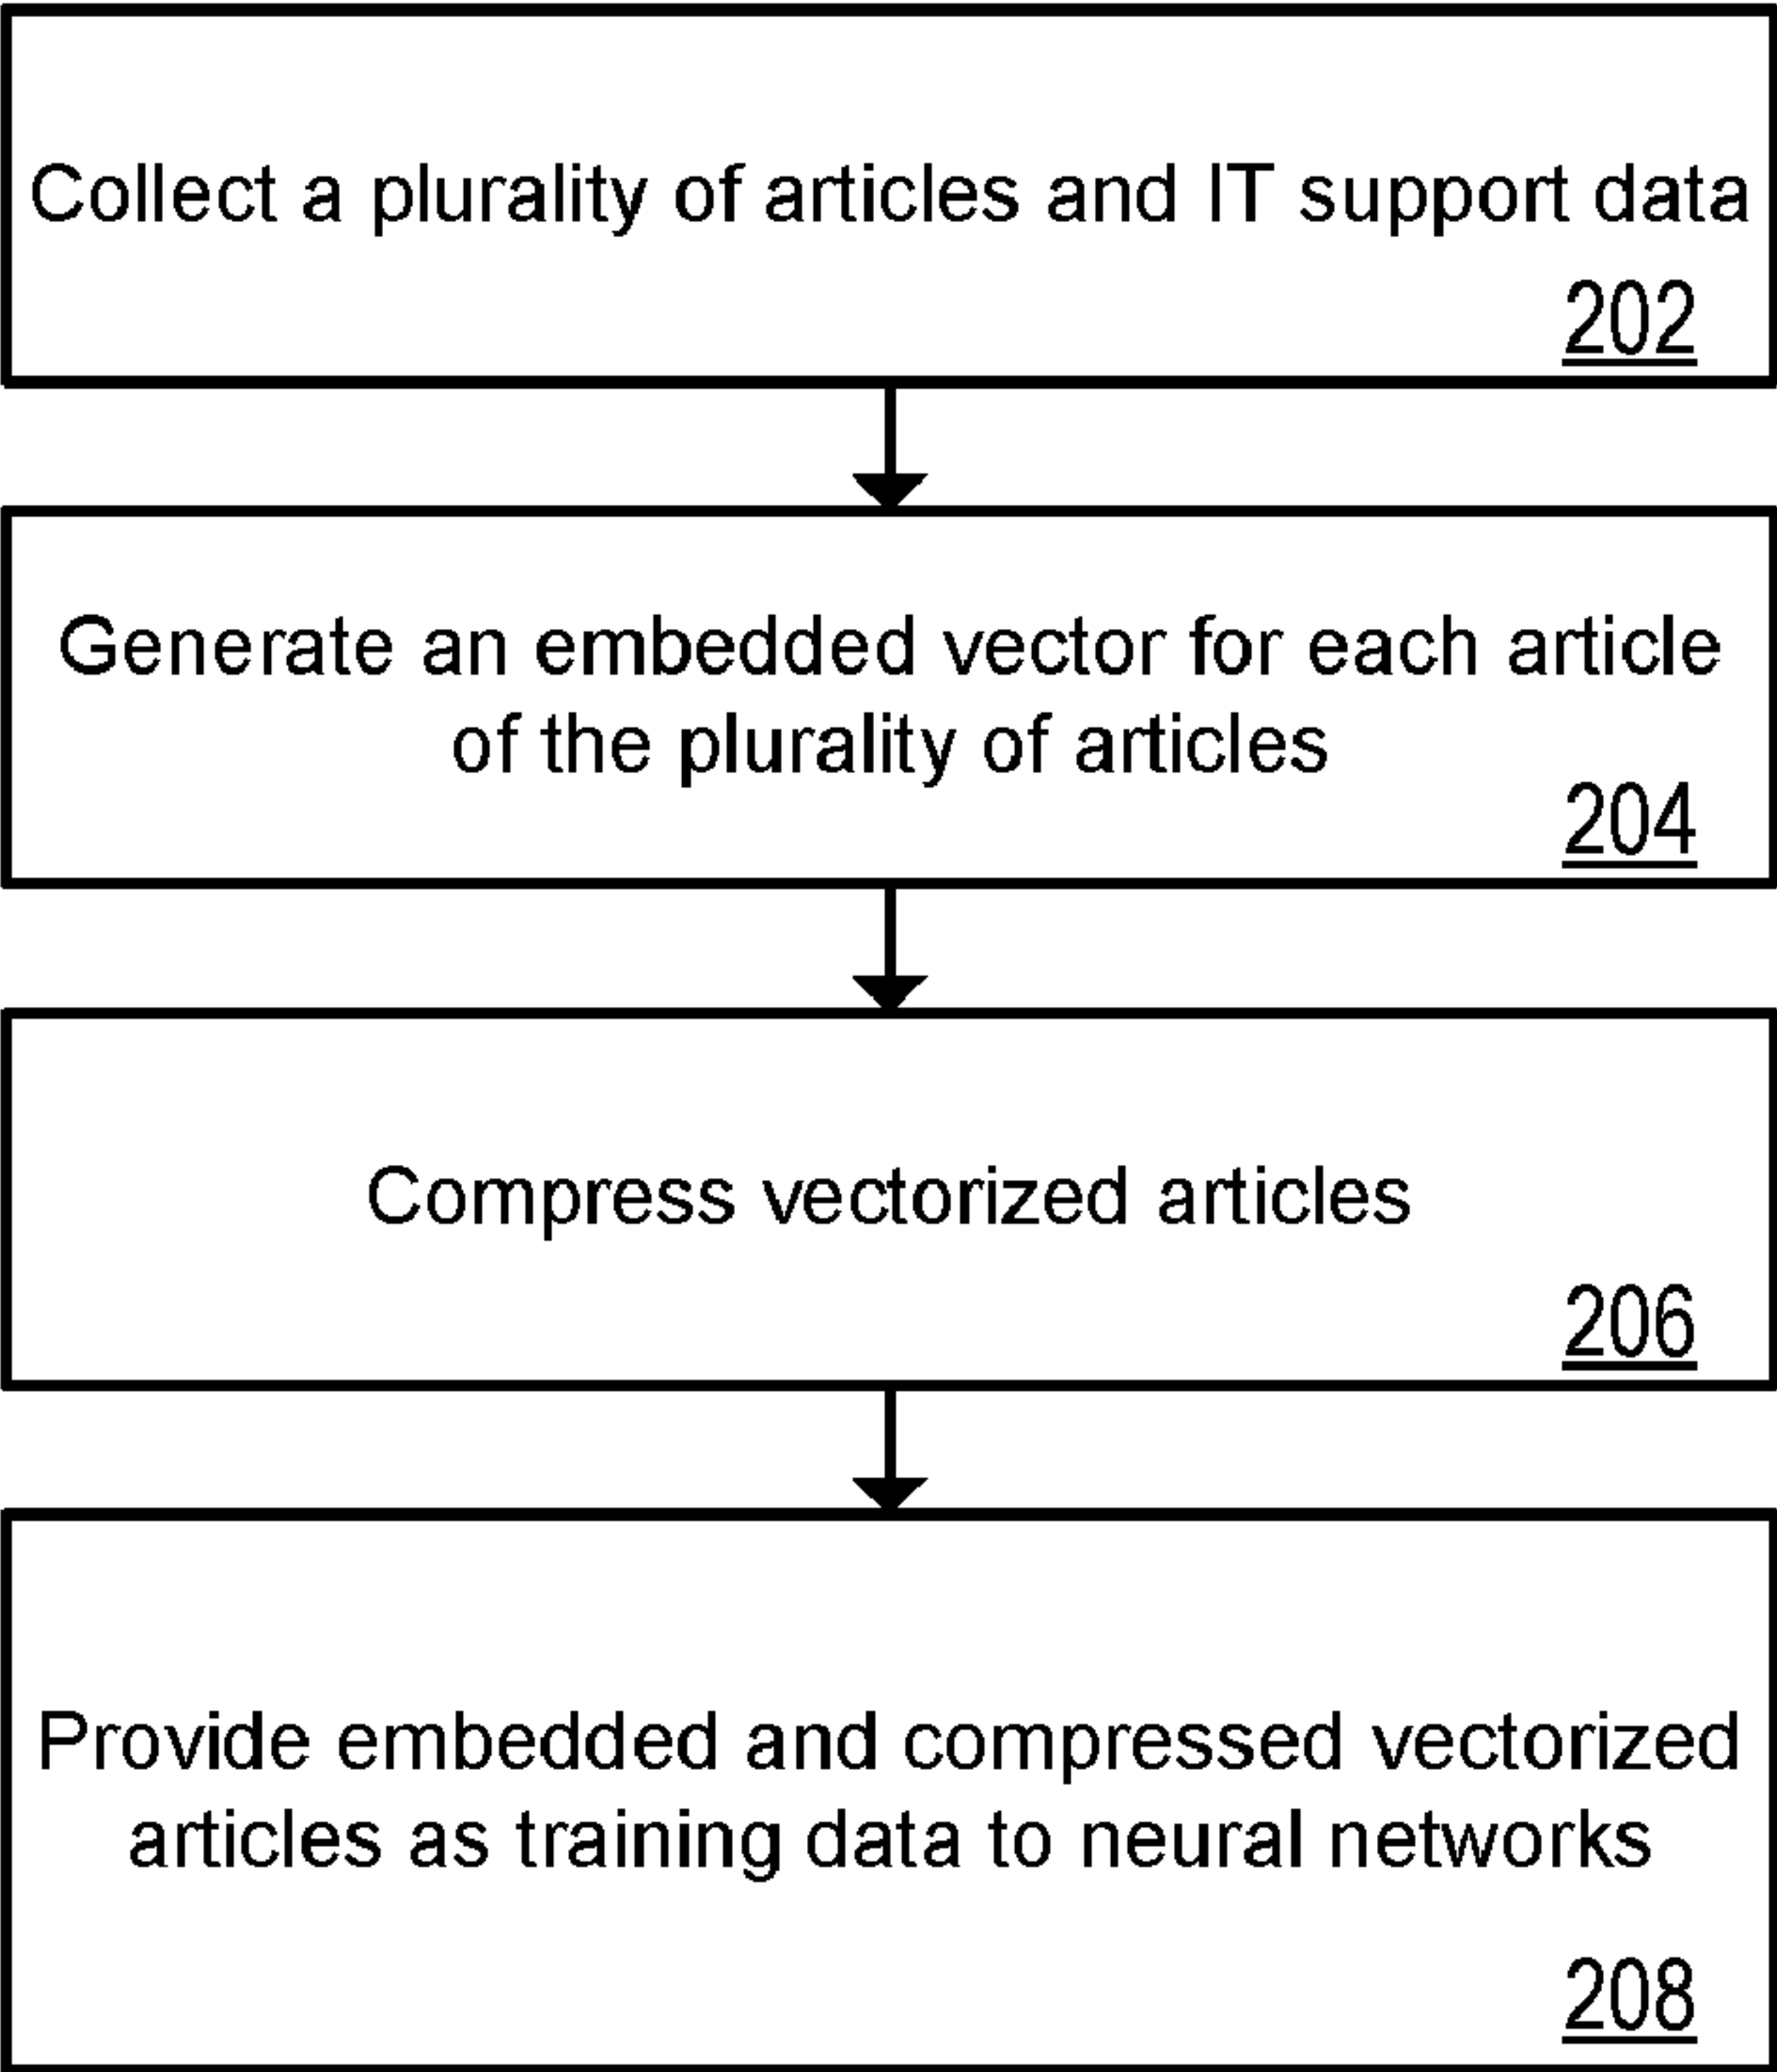 Collect a plurality of articles and IT support data
202
Generate an embedded vector for each article
of the plurality of articles
204
Compress vectorized articles
206
Provide embedded and compressed vectorized
articles as training data to neural networks
208